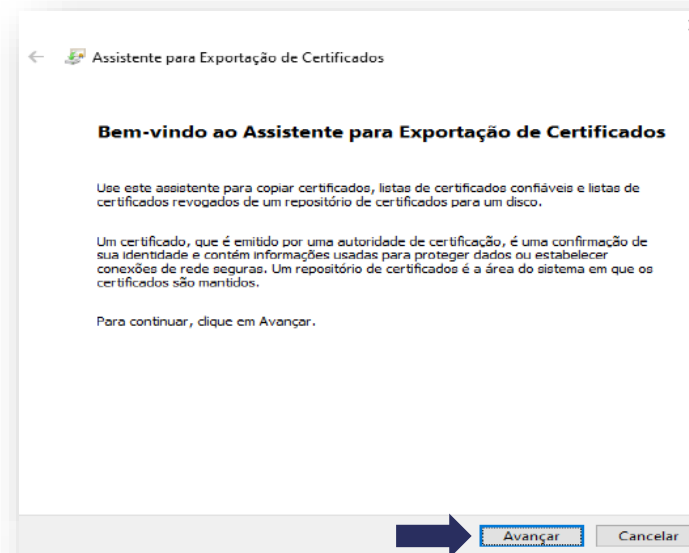 Assistente para Exportação de Certificados
Bem-vindo ao Assistente para Exportação de Certificados
Use este assistente para copiar certificados, listas de certificados confiáveis e listas de
certificados revogados de um repositório de certificados para um disco.
Um certificado, que é emitido por uma autoridade de certificação, é uma confirmação de
sua identidade e contém informações usadas para proteger dados ou estabelecer
conexões de rede seguras. Um repositório de certificados é a área do sistema em que os
certificados são mantidos.
Para continuar, clique em Avançar.
Avançar Cancelar